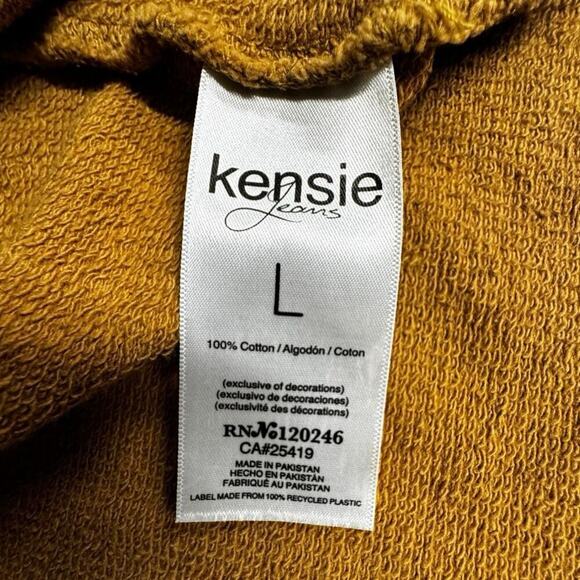 kensie
Jeans
L
100% Cotton / Algodón / Coton
(exclusive of decorations)
(exclusivo de decoraciones)
(exclusivité des décorations)
RN№120246
CA#25419
MADE IN PAKISTAN
HECHO EN PAKISTÁN
FABRIQUÉ AU PAKISTAN
LABEL MADE FROM 100% RECYCLED PLASTIC